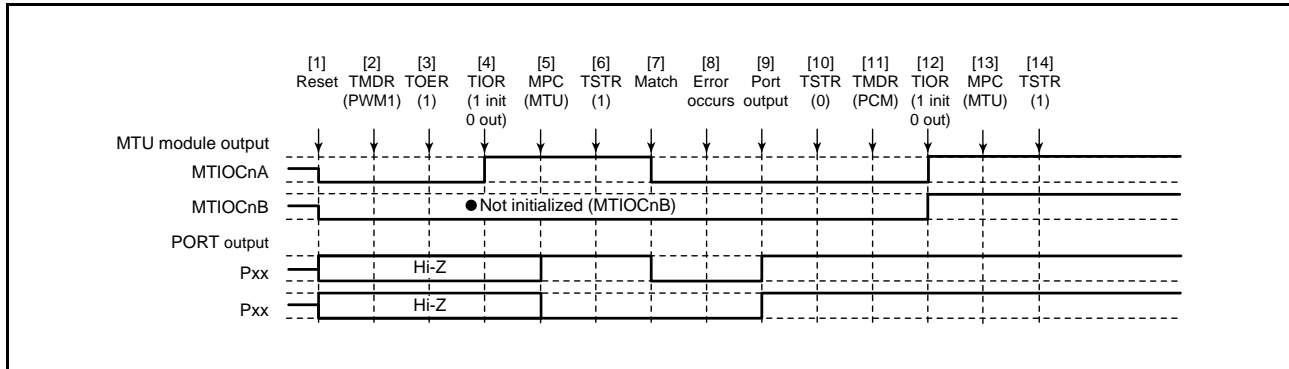 [1] [2] [3] [4] [5] [6] [7] [8] [9] [10] [11] [12] [13] [14]
Reset TMDR TOER TIOR MPC TSTR Match Error Port TSTR TMDR TIOR MPC TSTR
(PWM1) (1) (1 init (MTU) (1) occurs output (0) (PCM) (1 init (MTU) (1)
0 out) 0 out)
MTU module output
MTIOCnA
MTIOCnB ●Not initialized (MTIOCnB)
PORT output
Pxx Hi-Z
Pxx Hi-Z